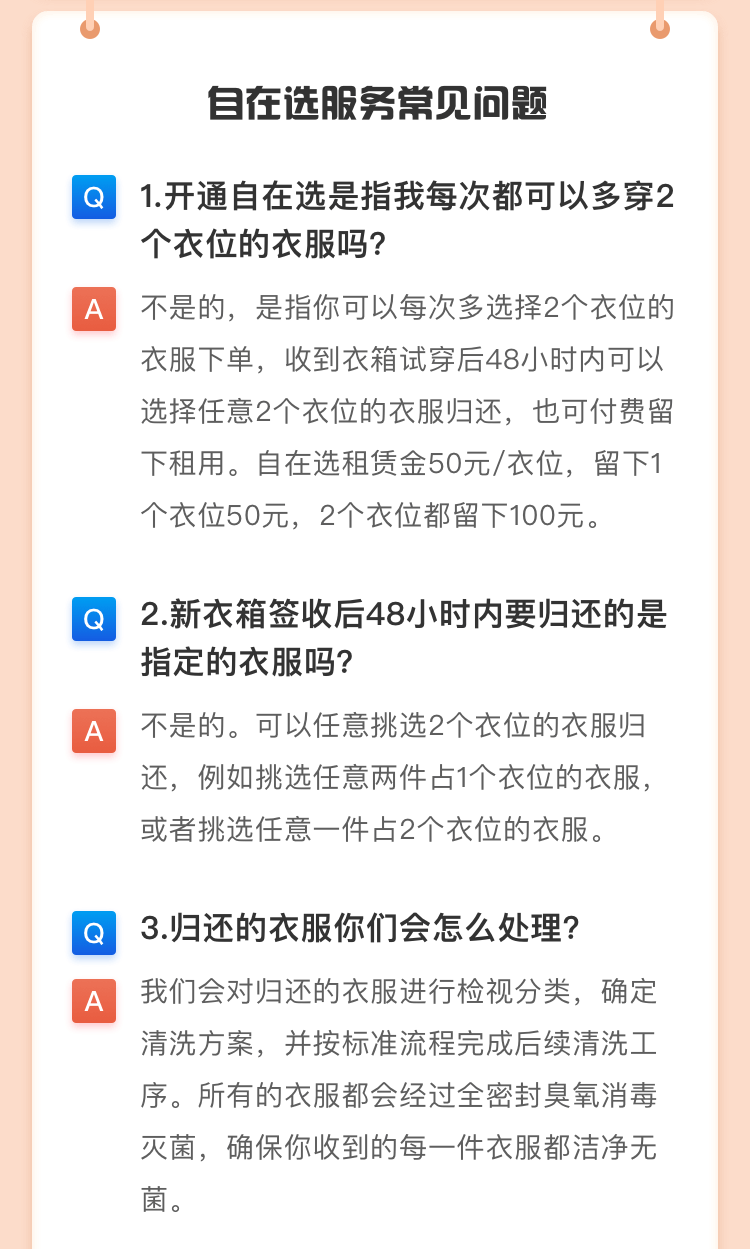 自在选服务常见问题
Q
1.开通自在选是指我每次都可以多穿2
个衣位的衣服吗?
A
不是的，是指你可以每次多选择2个衣位的
衣服下单，收到衣箱试穿后48小时内可以
选择任意2个衣位的衣服归还，也可付费留
下租用。自在选租赁金50元/衣位，留下1
个衣位50元，2个衣位都留下100元。
Q
2.新衣箱签收后48小时内要归还的是
指定的衣服吗?
A
不是的。可以任意挑选2个衣位的衣服归
还，例如挑选任意两件占1个衣位的衣服，
或者挑选任意一件占2个衣位的衣服。
Q
3.归还的衣服你们会怎么处理?
A
我们会对归还的衣服进行检视分类，确定
清洗方案，并按标准流程完成后续清洗工
序。所有的衣服都会经过全密封臭氧消毒
灭菌，确保你收到的每一件衣服都洁净无
菌。